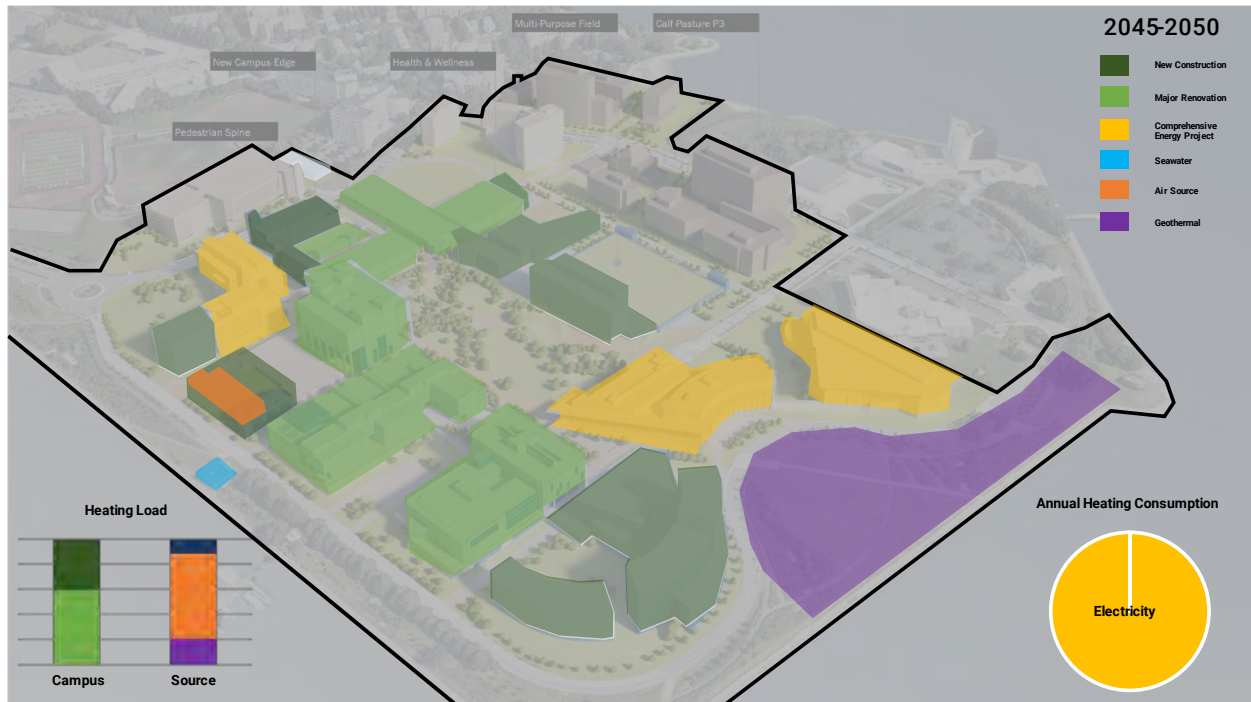 Multi-Purpose Field
Calf Pasture P3
2045-2050
New Campus Edge
Health & Wellness
New Construction
Major Renovation
Pedestrian Spine
Comprehensive
Energy Project
Seawater
Air Source
Geothermal
Heating Load
Campus
Source
Annual Heating Consumption
Electricity